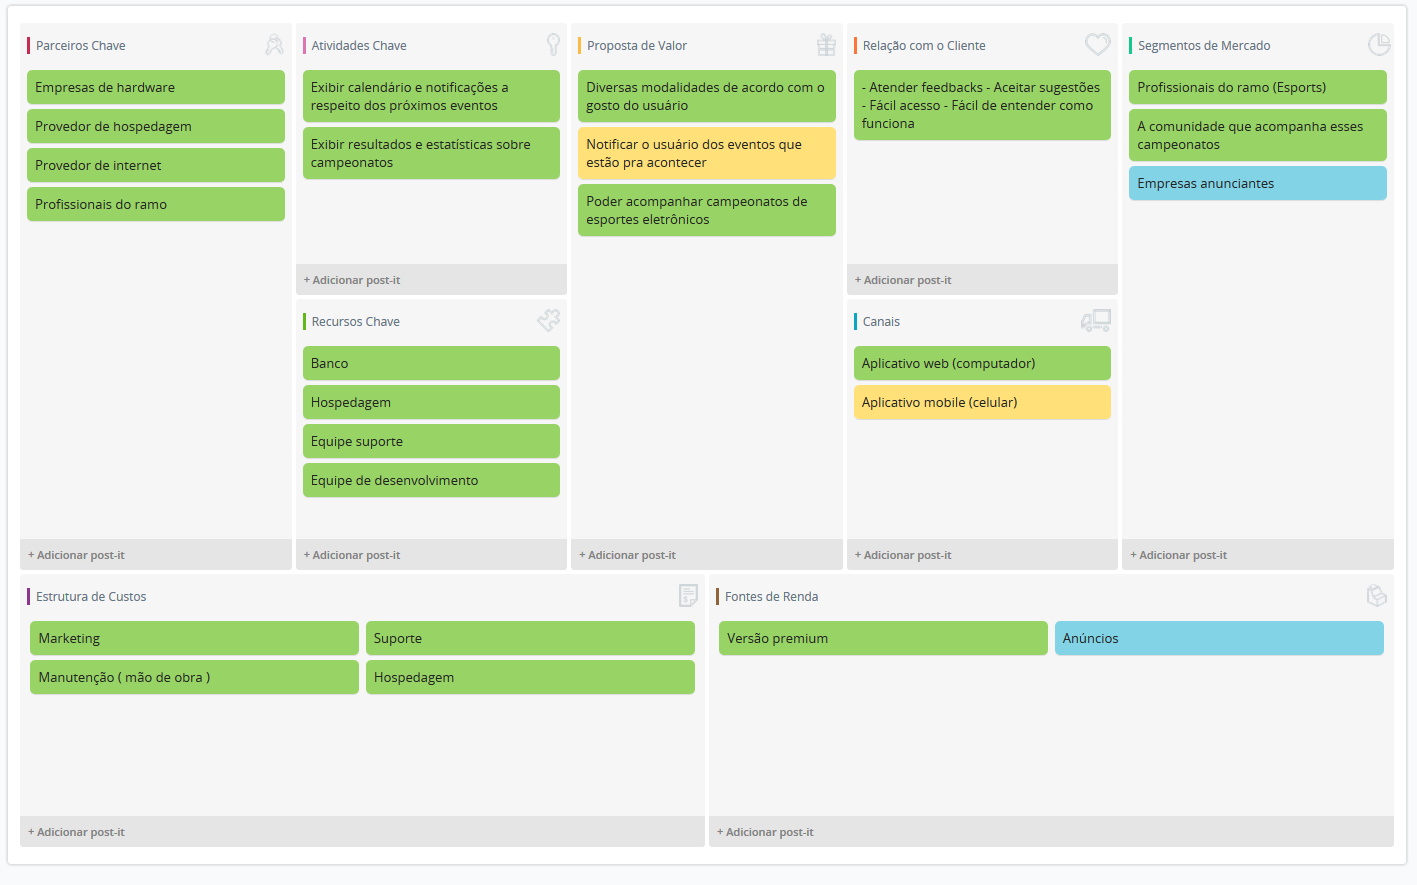 Parceiros Chave
Empresas de hardware
Provedor de hospedagem
Provedor de internet
Profissionais do ramo
+ Adicionar post-it
Atividades Chave
Exibir calendário e notificações a
respeito dos próximos eventos
Exibir resultados e estatísticas sobre
campeonatos
+ Adicionar post-it
Recursos Chave
Banco
Hospedagem
Equipe suporte
Equipe de desenvolvimento
+ Adicionar post-it
Proposta de Valor
Diversas modalidades de acordo com o
gosto do usuário
Notificar o usuário dos eventos que
estão pra acontecer
Poder acompanhar campeonatos de
esportes eletrônicos
+ Adicionar post-it
Relação com o Cliente
- Atender feedbacks - Aceitar sugestões
- Fácil acesso - Fácil de entender como
funciona
+ Adicionar post-it
Canais
Aplicativo web (computador)
Aplicativo mobile (celular)
+ Adicionar post-it
Segmentos de Mercado
Profissionais do ramo (Esports)
A comunidade que acompanha esses
campeonatos
Empresas anunciantes
+ Adicionar post-it
Estrutura de Custos
Marketing
Suporte
Manutenção ( mão de obra )
Hospedagem
+ Adicionar post-it
Fontes de Renda
Versão premium
Anúncios
+ Adicionar post-it